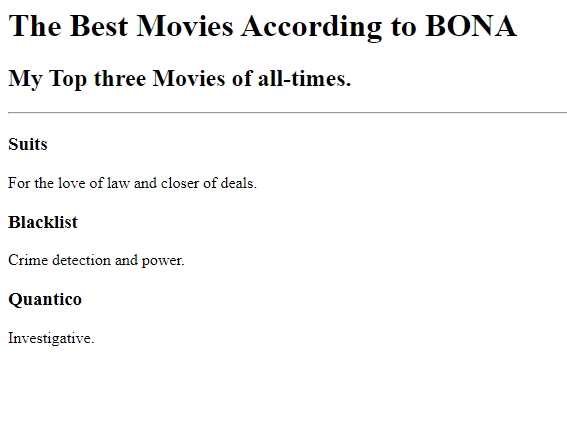 The Best Movies According to BONA
My Top three Movies of all-times.
Suits
For the love of law and closer of deals.
Blacklist
Crime detection and power.
Quantico
Investigative.